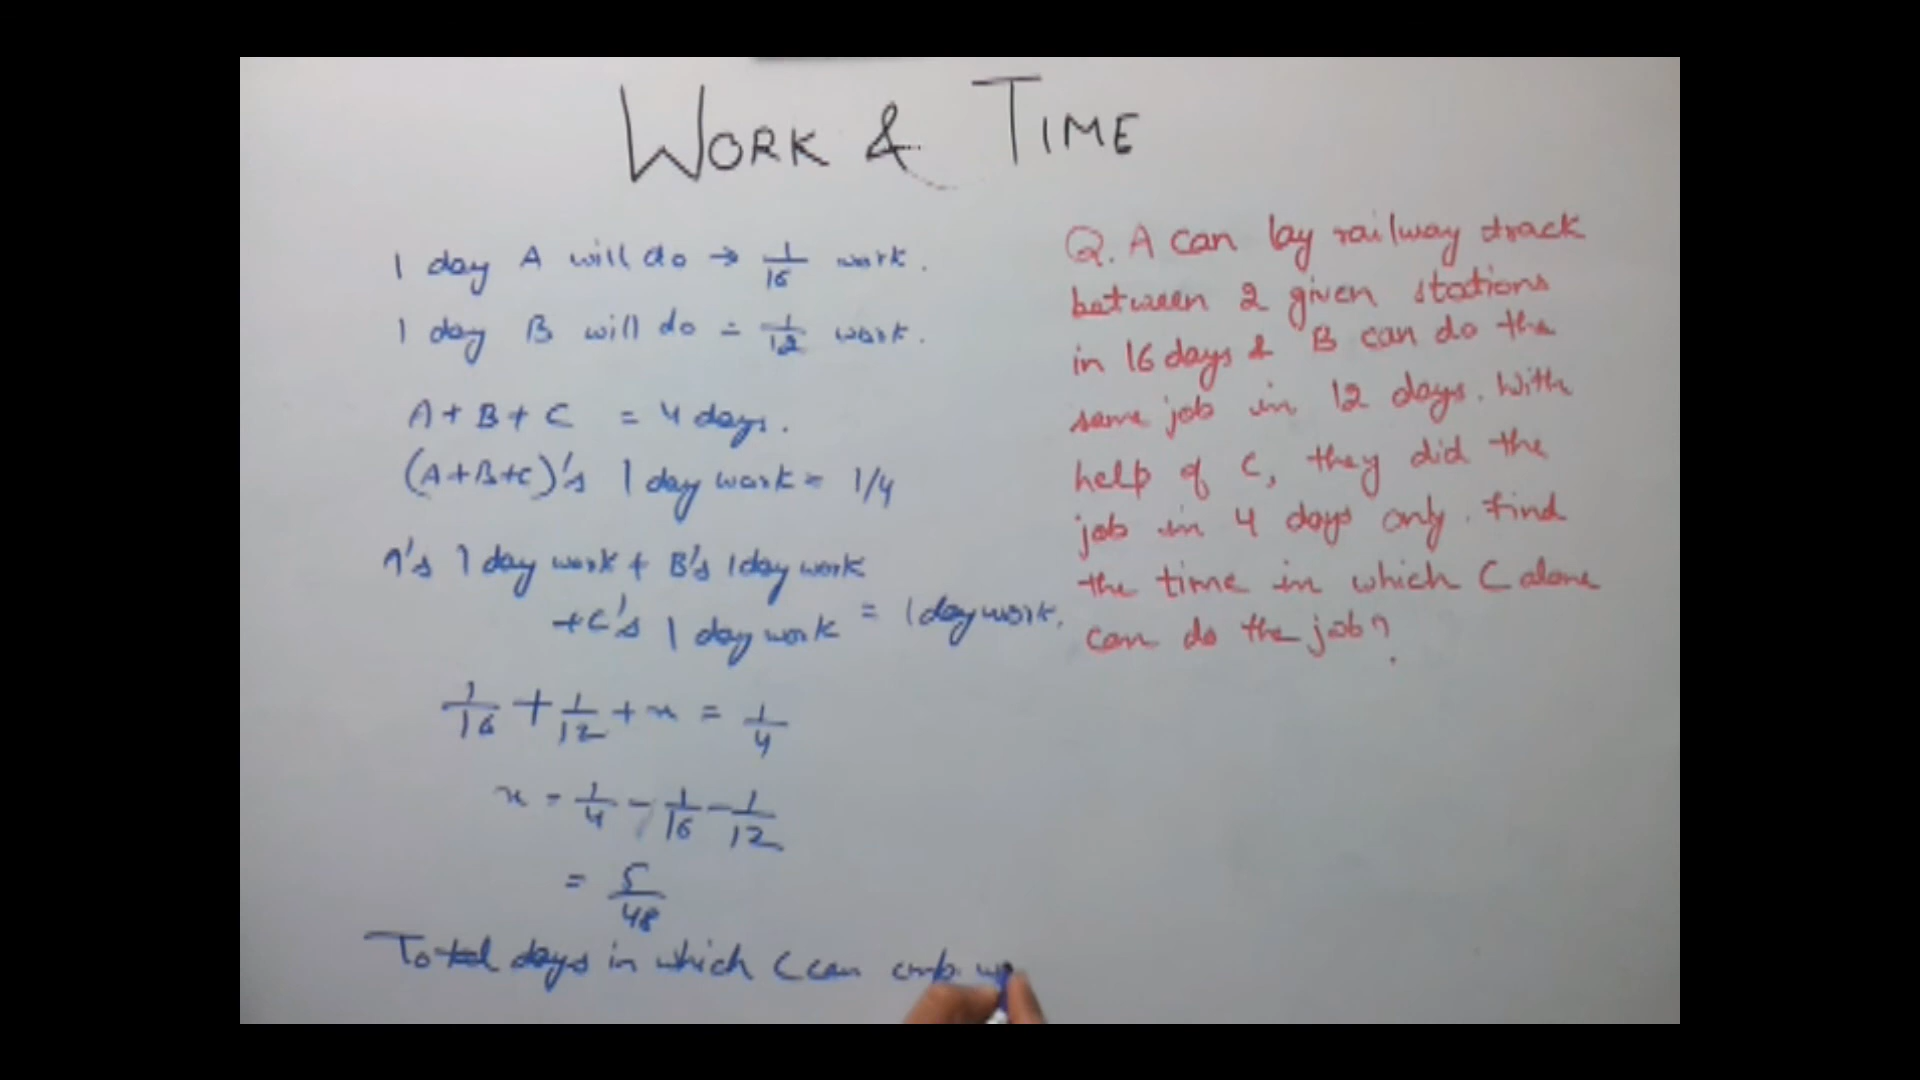 WORK & TIME
1 day A will do → 1/16 work.
1 day B will do = 1/12 work.
A + B + C = 4 days.
(A+B+C)'s 1 day work = 1/4
A's 1 day work + B's 1 day work
+C's 1 day work = 1 day work.
1/16 + 1/12 + x = 1/4
x = 1/4 - 1/16 - 1/12
= 5/48
Total days in which C can
Q. A can lay railway track
between 2 given stations
in 16 days & B can do the
same job in 12 days. With
help of C, they did the
job in 4 days only. find
the time in which C alone
can do the job?